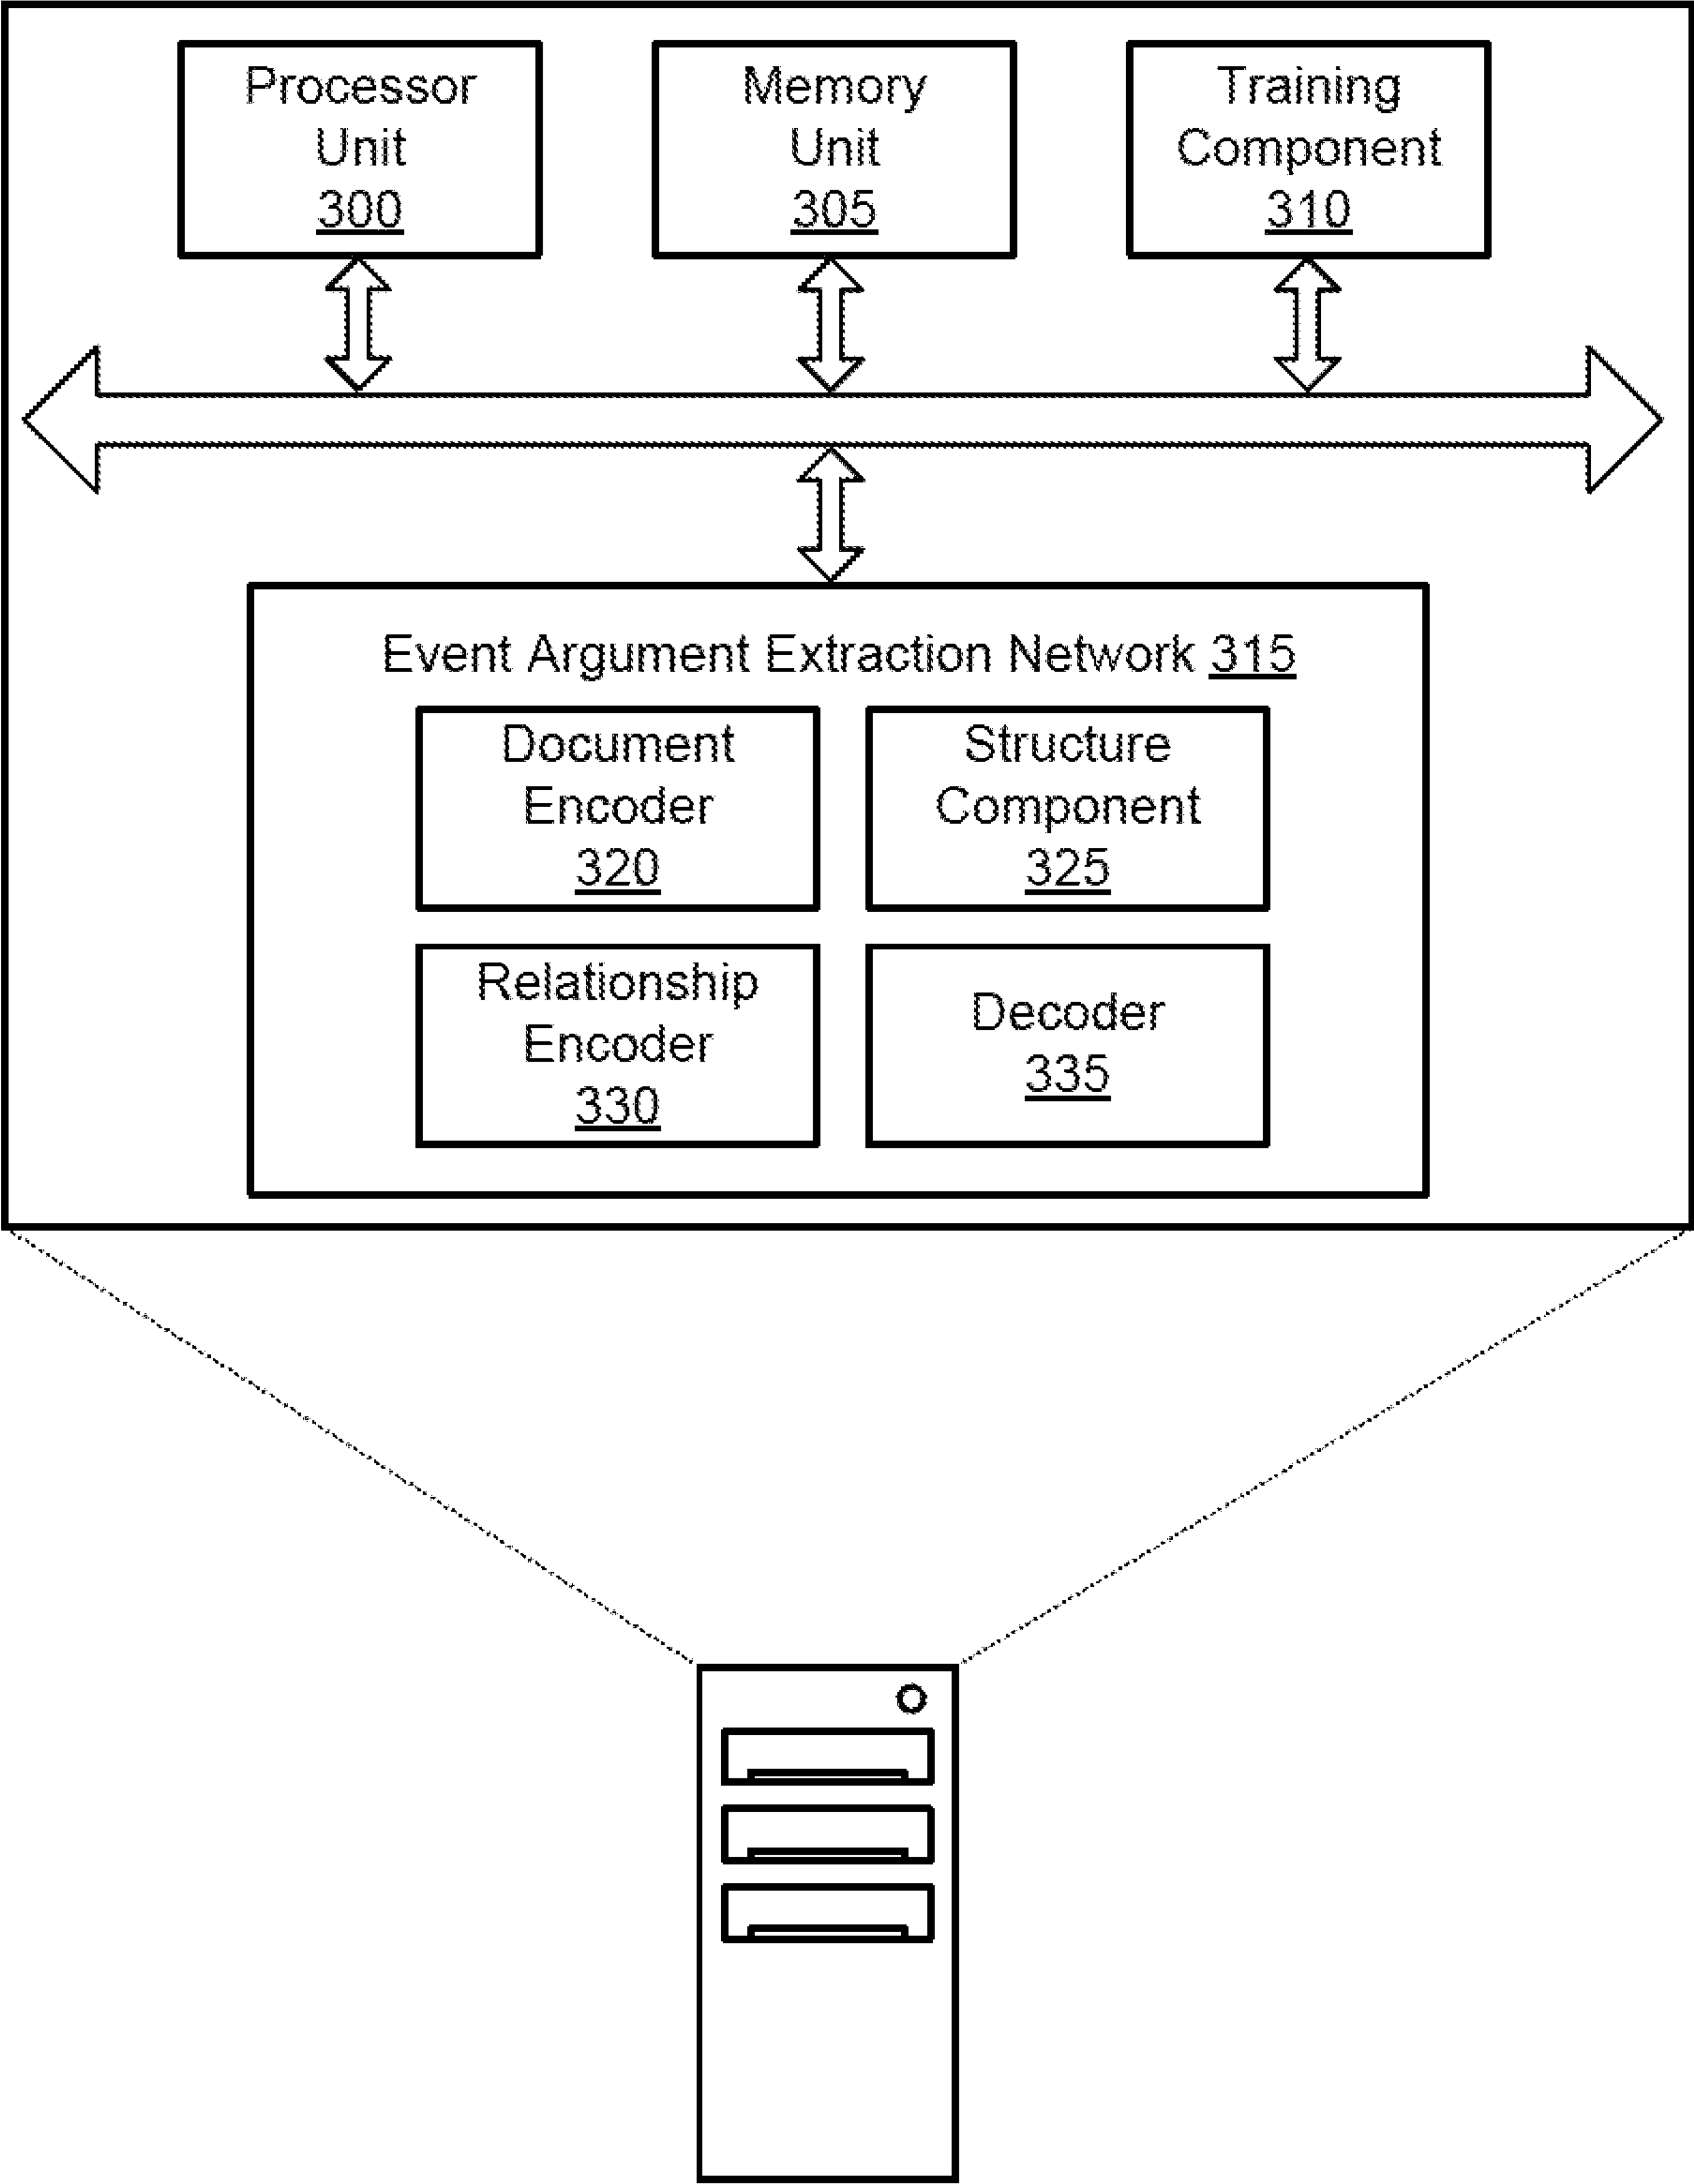 Processor
Unit
300
Memory
Unit
305
Training
Component
310
Event Argument Extraction Network 315
Document
Encoder
320
Structure
Component
325
Relationship
Encoder
330
Decoder
335